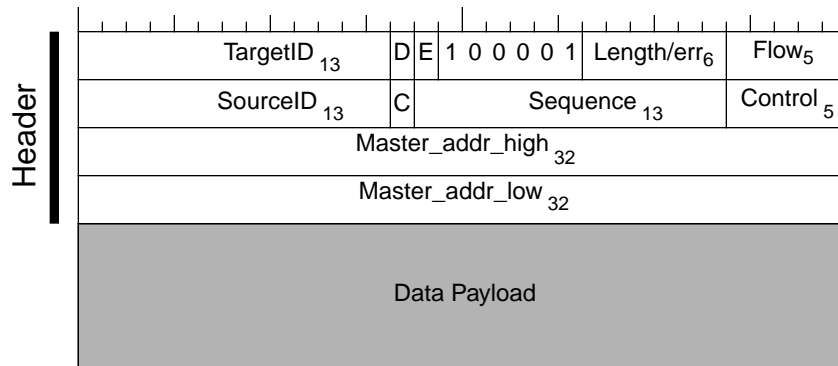 TargetID 13 D E 1 0 0 0 0 1 Length/err6 Flow5
SourceID 13 C Sequence 13 Control 5
Master_addr_high 32
Master_addr_low 32
Header
Data Payload